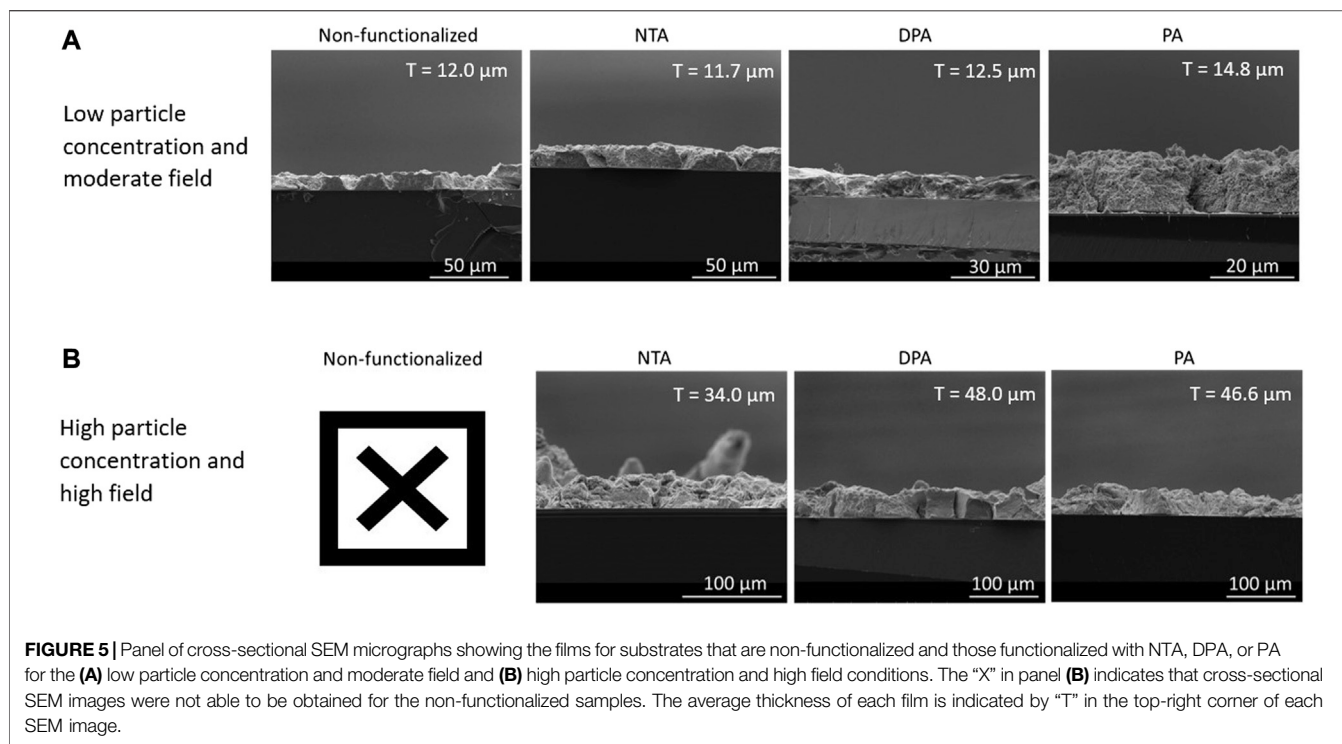 A
Non-functionalized
NTA
DPA
PA
Low particle
concentration and
moderate field
T = 12.0 μm
T = 11.7 μm
T = 12.5 μm
T = 14.8 μm
50 μm
50 μm
30 μm
20 μm
B
Non-functionalized
NTA
DPA
PA
High particle
concentration and
high field
T = 34.0 μm
T = 48.0 μm
T = 46.6 μm
100 μm
100 μm
100 μm
FIGURE 5 | Panel of cross-sectional SEM micrographs showing the films for substrates that are non-functionalized and those functionalized with NTA, DPA, or PA
for the (A) low particle concentration and moderate field and (B) high particle concentration and high field conditions. The “X” in panel (B) indicates that cross-sectional
SEM images were not able to be obtained for the non-functionalized samples. The average thickness of each film is indicated by “T” in the top-right corner of each
SEM image.